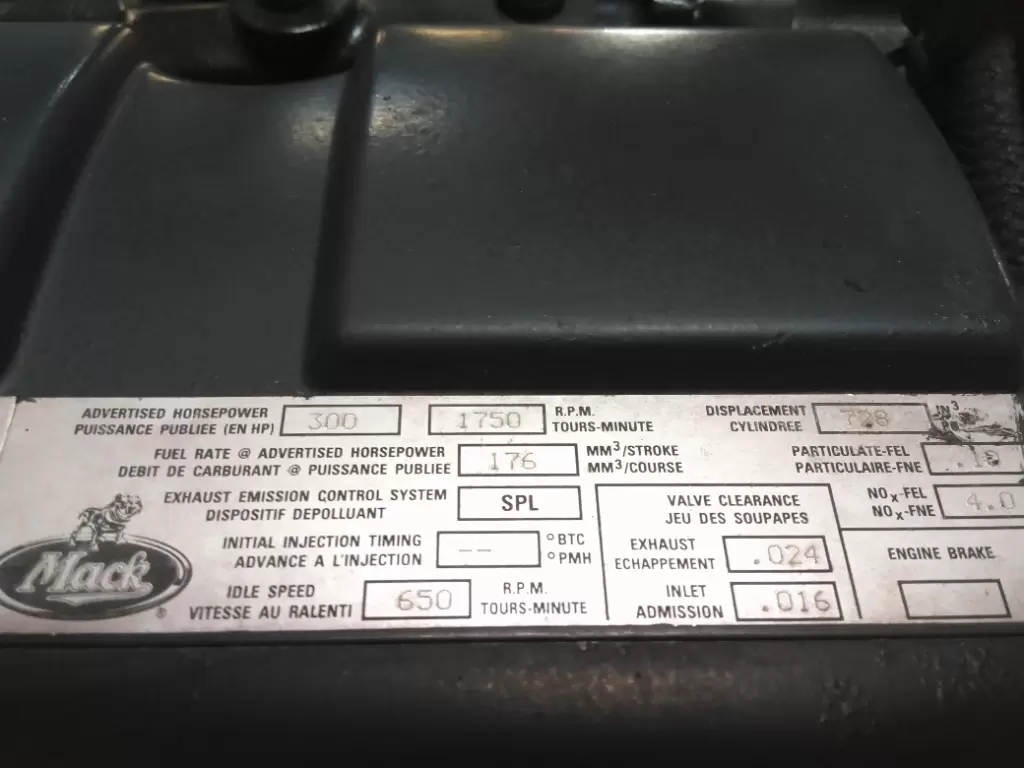 ADVERTISED HORSEPOWER 300 1750 R.P.M. DISPLACEMENT
PUISSANCE PUBLIEE (EN HP) TOURS-MINUTE CYLINDREE
FUEL RATE @ ADVERTISED HORSEPOWER 176 MM³/STROKE PARTICULATE-FEL
DEBIT DE CARBURANT @ PUISSANCE PUBLIEE MM³/COURSE PARTICULAIRE-FNE
EXHAUST EMISSION CONTROL SYSTEM SPL VALVE CLEARANCE NOx-FEL 4.0
DISPOSITIF DEPOLLUANT JEU DES SOUPAPES NOx-FNE
INITIAL INJECTION TIMING -- °BTC EXHAUST .024 ENGINE BRAKE
ADVANCE A L'INJECTION °PMH ECHAPPEMENT
Mack ®
IDLE SPEED 650 R.P.M. INLET .016
VITESSE AU RALENTI TOURS-MINUTE ADMISSION